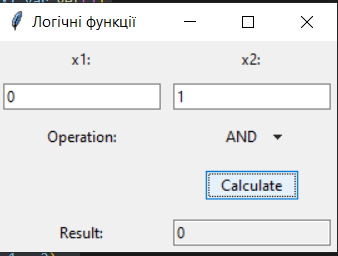 Логічні функції
x1: x2:
0 1
Operation: AND
Calculate
Result: 0